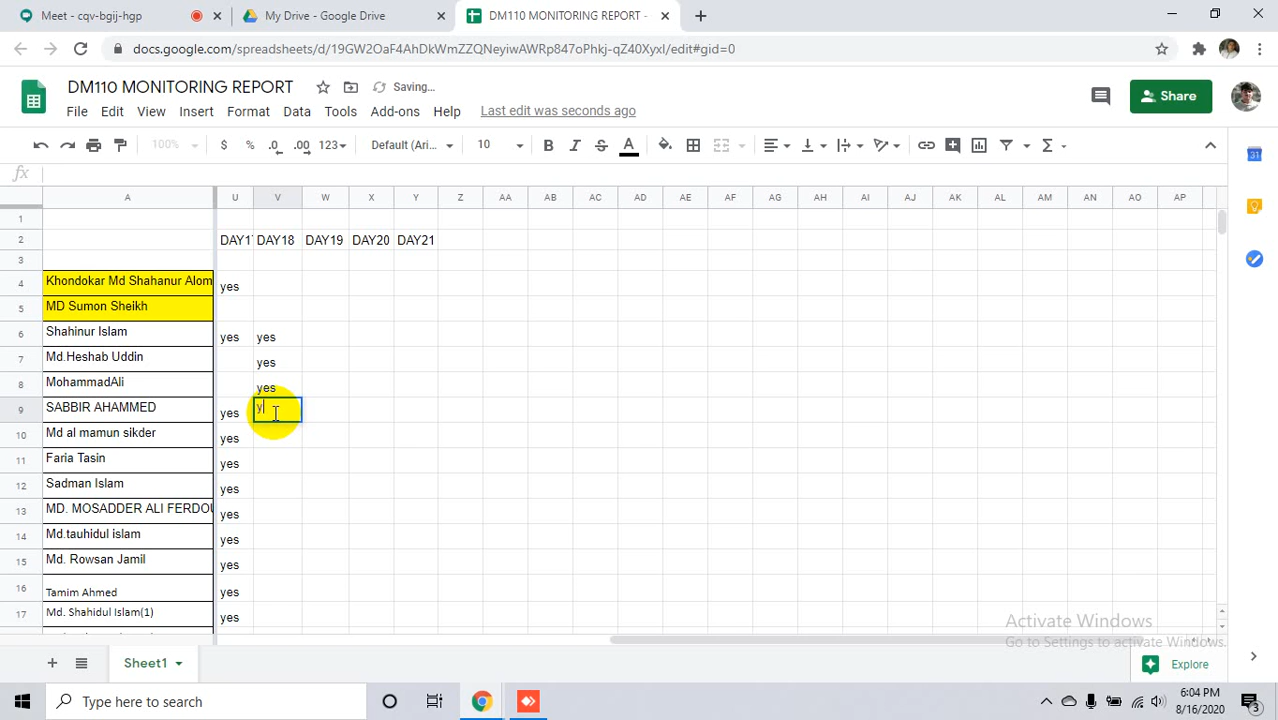 Meet - cqv-bgij-hgp
My Drive - Google Drive
DM110 MONITORING REPORT -
docs.google.com/spreadsheets/d/19GW2OaF4AhDkWmZZQNeyiwAWRp847oPhkj-qZ40Xyxl/edit#gid=0
DM110 MONITORING REPORT
Saving...
File Edit View Insert Format Data Tools Add-ons Help Last edit was seconds ago
Share
100% $ % .0 .00 123 Default (Ari... 10 B I S A Σ
fx
A U V W X Y Z AA AB AC AD AE AF AG AH AI AJ AK AL AM AN AO AP
1
2 DAY17 DAY18 DAY19 DAY20 DAY21
3
4 Khondokar Md Shahanur Alom yes
5 MD Sumon Sheikh
6 Shahinur Islam yes yes
7 Md.Heshab Uddin yes
8 MohammadAli yes
9 SABBIR AHAMMED yes y
10 Md al mamun sikder yes
11 Faria Tasin yes
12 Sadman Islam yes
13 MD. MOSADDER ALI FERDOU yes
14 Md.tauhidul islam yes
15 Md. Rowsan Jamil yes
16 Tamim Ahmed yes
17 Md. Shahidul Islam(1) yes
Activate Windows
Go to Settings to activate Windows.
Sheet1
Explore
31
Type here to search
6:04 PM
8/16/2020
3